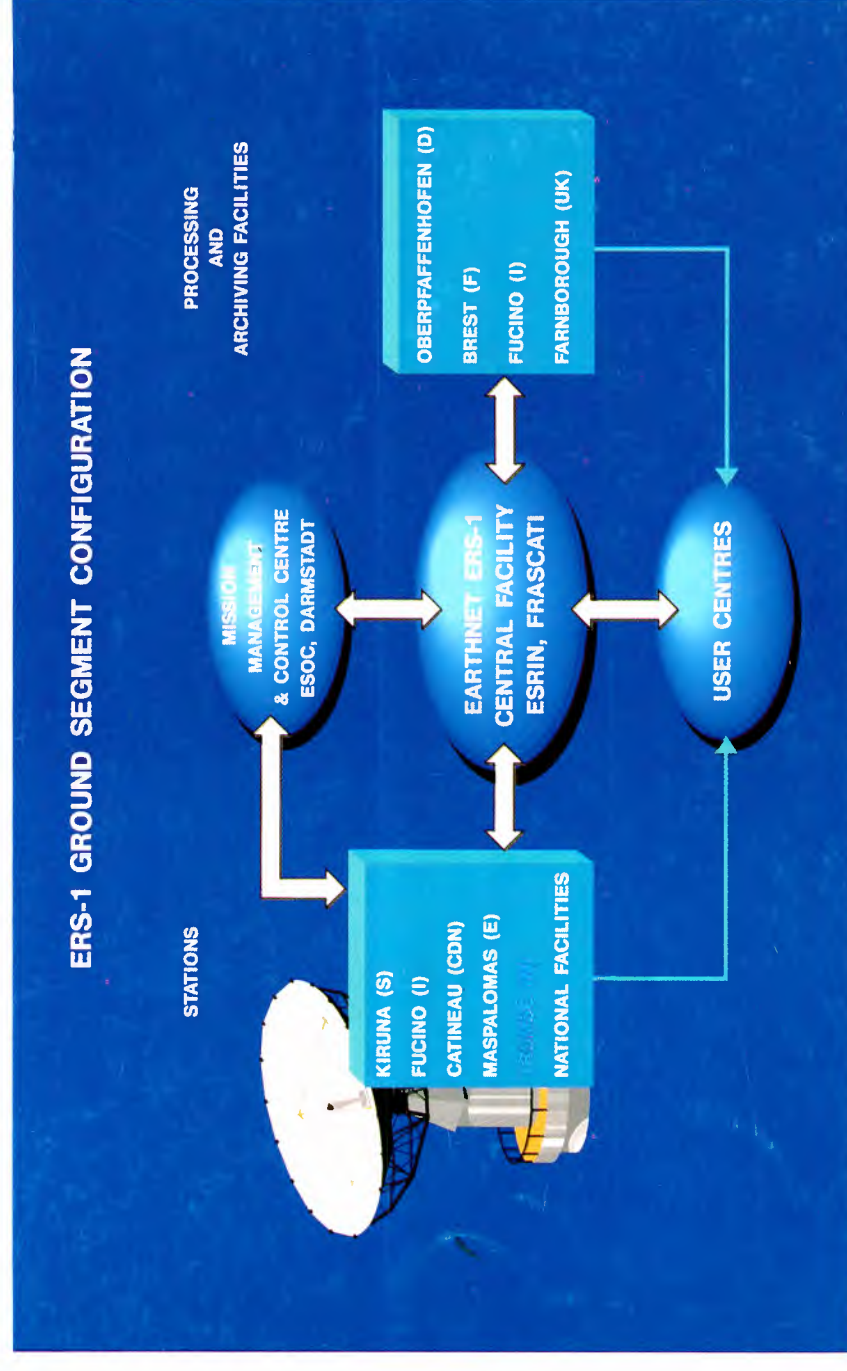 ERS-1 GROUND SEGMENT CONFIGURATION
STATIONS
KIRUNA (S)
FUCINO (I)
CATINEAU (CDN)
MASPALOMAS (E)
NATIONAL FACILITIES
MISSION
MANAGEMENT
& CONTROL CENTRE
ESOC, DARMSTADT
EARTHNET ERS-1
CENTRAL FACILITY
ESRIN, FRASCATI
USER CENTRES
PROCESSING
AND
ARCHIVING FACILITIES
OBERPFAFFENHOFEN (D)
BREST (F)
FUCINO (I)
FARNBOROUGH (UK)